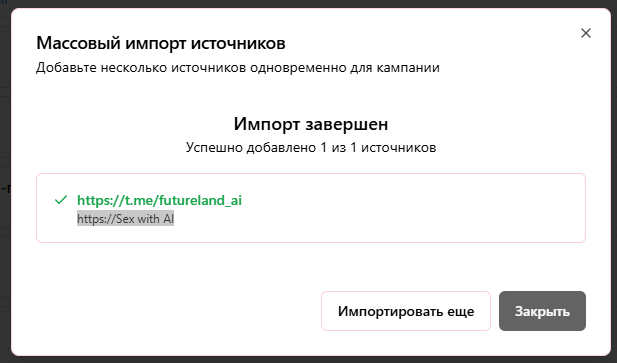 Массовый импорт источников
Добавьте несколько источников одновременно для кампании
Импорт завершен
Успешно добавлено 1 из 1 источников
https://t.me/futureland_ai
https://Sex with AI
Импортировать еще
Закрыть